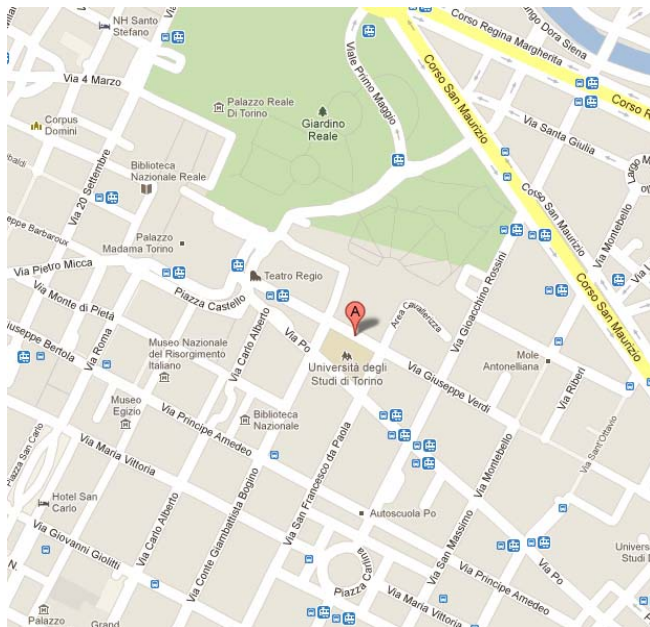 NH Santo
Stefano
Corso Regina Margherita
Lungo Dora Siena
Via 4 Marzo
Viale Primo Maggio
Corso San Maurizio
Palazzo Reale
Di Torino
Giardino
Reale
Corso R
Via Santa Giulia
Corpus
Domini
Biblioteca
Nazionale Reale
Via 20 Settembre
Largo M
Corso San Maurizio
Via Montebello
Giuseppe Barbaroux
Palazzo
Madama Torino
Via Pietro Micca
Teatro Regio
Piazza Castello
Via Gioacchino Rossini
Corso San Maurizio
Via Monte di Pietà
A
Area Cavallerizza
Via Po
Via Carlo Alberto
Via Roma
Giuseppe Bertola
Museo Nazionale
del Risorgimento
Italiano
Università degli
Studi di Torino
Mole
Antonelliana
Via Giuseppe Verdi
Via Riberi
Museo
Egizio
Via Principe Amedeo
Biblioteca
Nazionale
Via Sant'Ottavio
Piazza San Carlo
Via Maria Vittoria
Via San Francesco da Paola
Via Montebello
Hotel San
Carlo
Via Carlo Alberto
Via Conte Giambattista Bogino
Autoscuola Po
Via San Massimo
Via Po
Univers
Studi D
Via Giovanni Giolitti
N.
Piazza Carlina
Via Principe Amedeo
Via Maria Vittoria
Palazzo
Grand